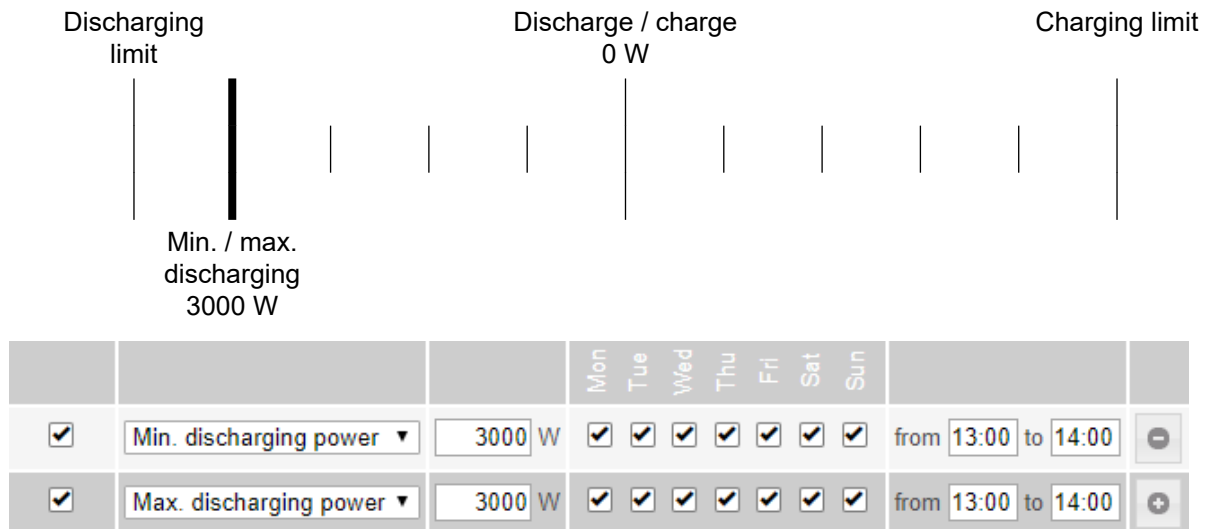 Discharging limit
Discharge / charge 0 W
Charging limit
Min. / max.
discharging
3000 W
Mon Tue Wed Thu Fri Sat Sun
Min. discharging power 3000 W from 13:00 to 14:00
Max. discharging power 3000 W from 13:00 to 14:00